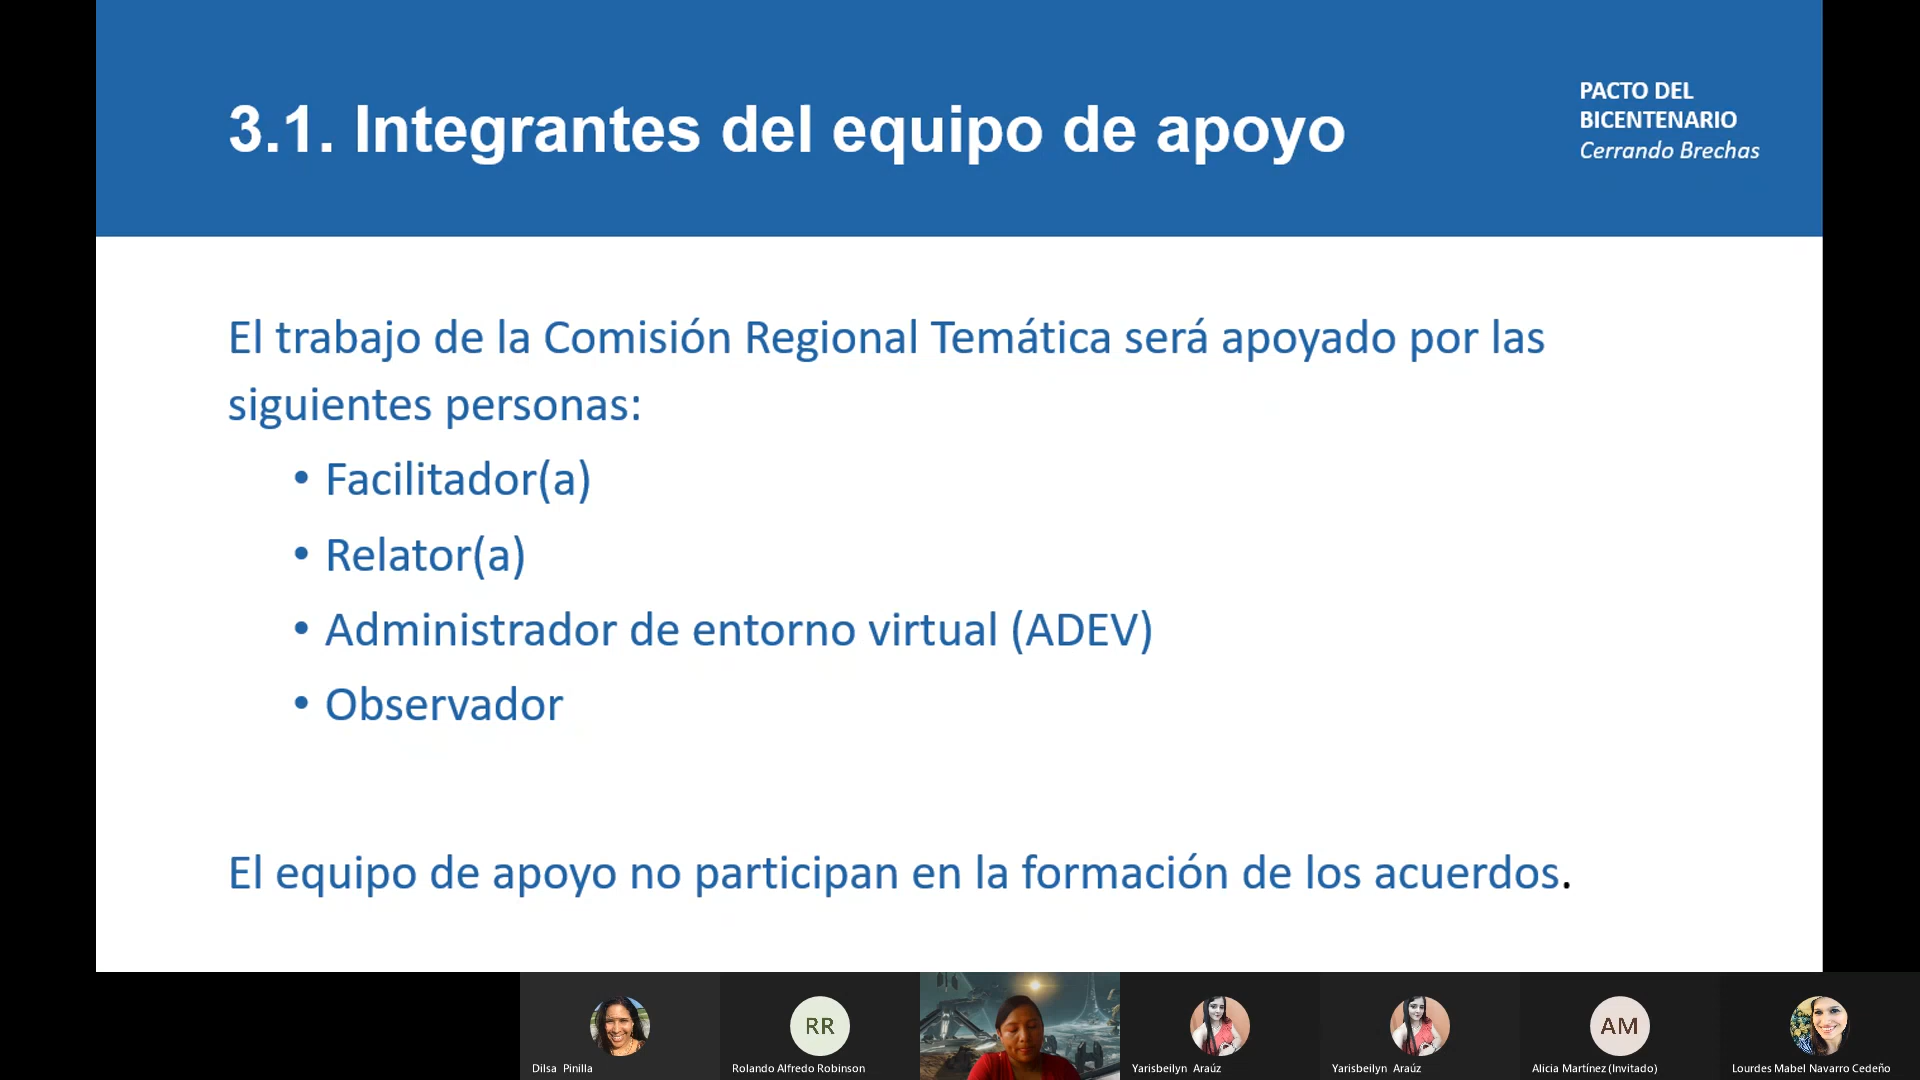 3.1. Integrantes del equipo de apoyo
PACTO DEL
BICENTENARIO
Cerrando Brechas
El trabajo de la Comisión Regional Temática será apoyado por las
siguientes personas:
• Facilitador(a)
• Relator(a)
• Administrador de entorno virtual (ADEV)
• Observador
El equipo de apoyo no participan en la formación de los acuerdos.
RR
AM
Dilsa Pinilla
Rolando Alfredo Robinson
Yarisbeilyn Araúz
Yarisbeilyn Araúz
Alicia Martínez (Invitado)
Lourdes Mabel Navarro Cedeño